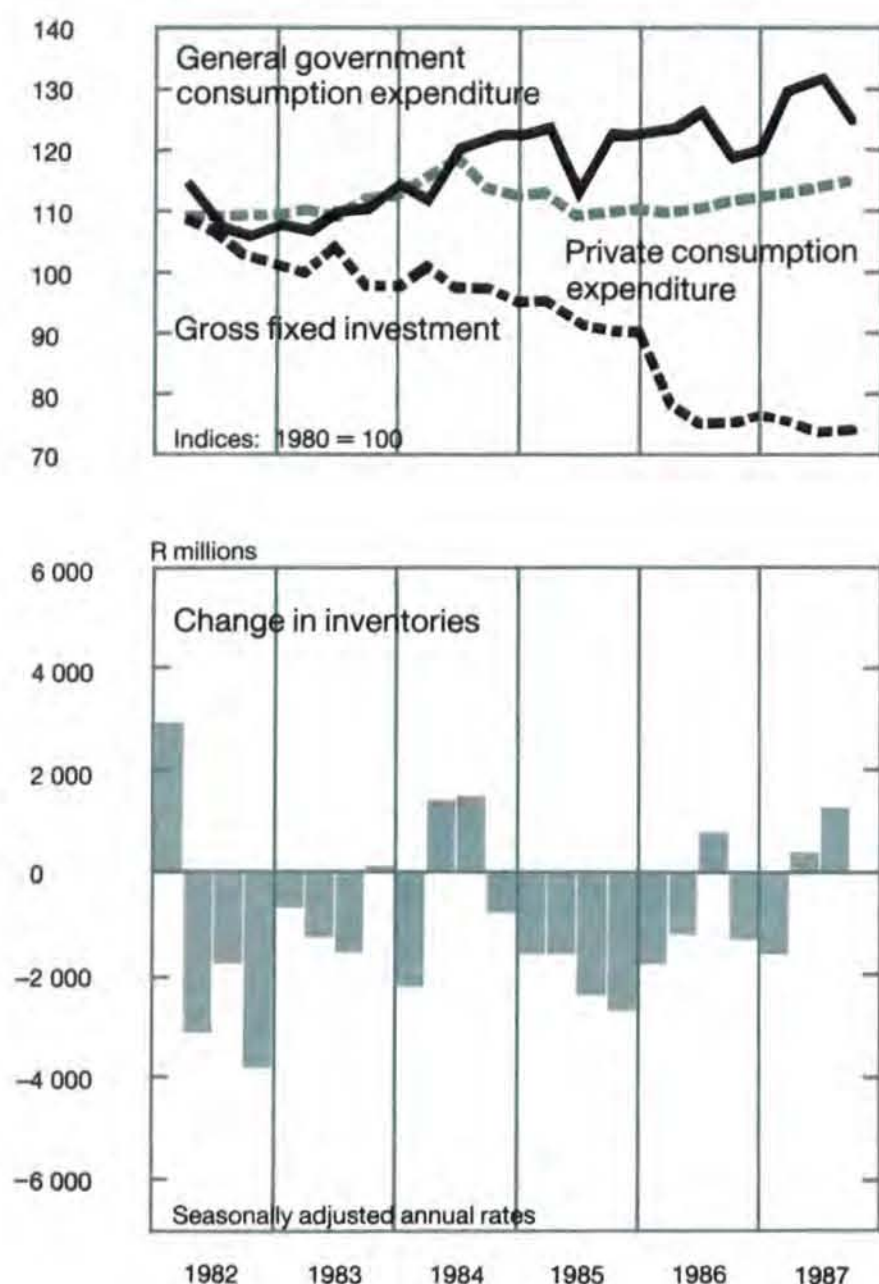 140
130
120
110
100
90
80
70
General government
consumption expenditure
Private consumption
expenditure
Gross fixed investment
Indices: 1980 = 100
R millions
6 000
4 000
2 000
0
–2 000
–4 000
–6 000
Change in inventories
Seasonally adjusted annual rates
1982 1983 1984 1985 1986 1987